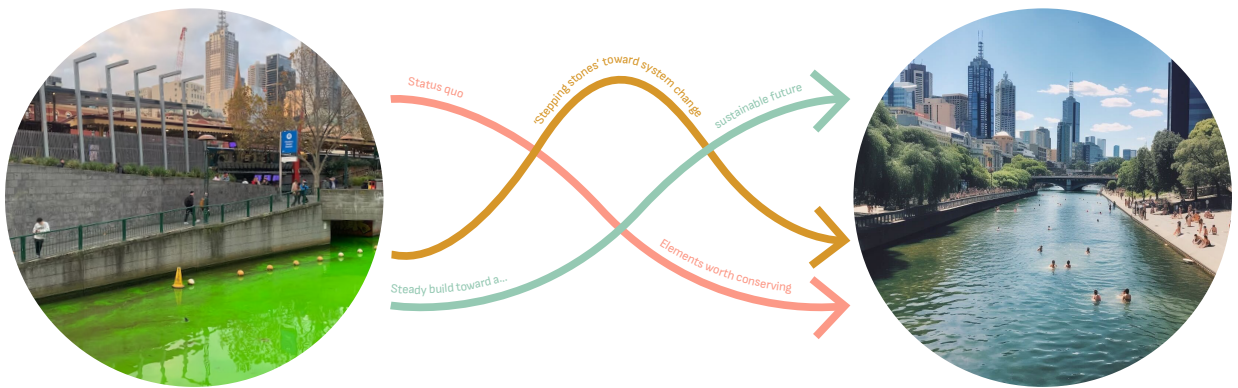 Status quo
'Stepping stones' toward system change
sustainable future
Steady build toward a...
Elements worth conserving